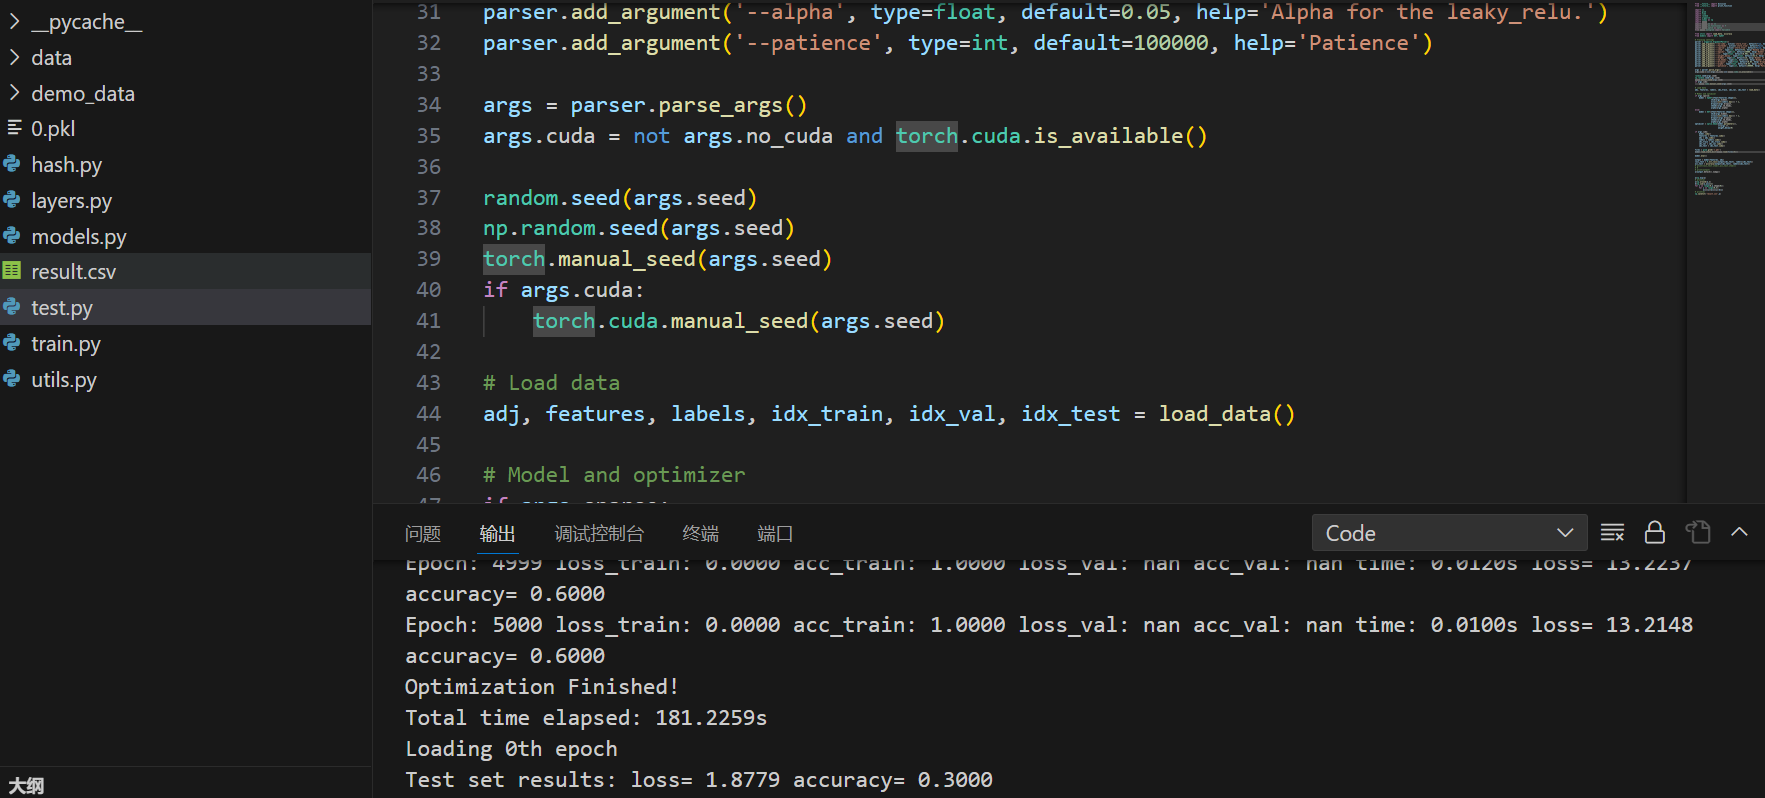 __pycache__
data
demo_data
0.pkl
hash.py
layers.py
models.py
result.csv
test.py
train.py
utils.py
大纲
31 parser.add_argument('--alpha', type=float, default=0.05, help='Alpha for the leaky_relu.')
32 parser.add_argument('--patience', type=int, default=100000, help='Patience')
33
34 args = parser.parse_args()
35 args.cuda = not args.no_cuda and torch.cuda.is_available()
36
37 random.seed(args.seed)
38 np.random.seed(args.seed)
39 torch.manual_seed(args.seed)
40 if args.cuda:
41 torch.cuda.manual_seed(args.seed)
42
43 # Load data
44 adj, features, labels, idx_train, idx_val, idx_test = load_data()
45
46 # Model and optimizer
47 if args.sparse:
问题 输出 调试控制台 终端 端口 Code
Epoch: 4999 loss_train: 0.0000 acc_train: 1.0000 loss_val: nan acc_val: nan time: 0.0120s loss= 13.2237
accuracy= 0.6000
Epoch: 5000 loss_train: 0.0000 acc_train: 1.0000 loss_val: nan acc_val: nan time: 0.0100s loss= 13.2148
accuracy= 0.6000
Optimization Finished!
Total time elapsed: 181.2259s
Loading 0th epoch
Test set results: loss= 1.8779 accuracy= 0.3000